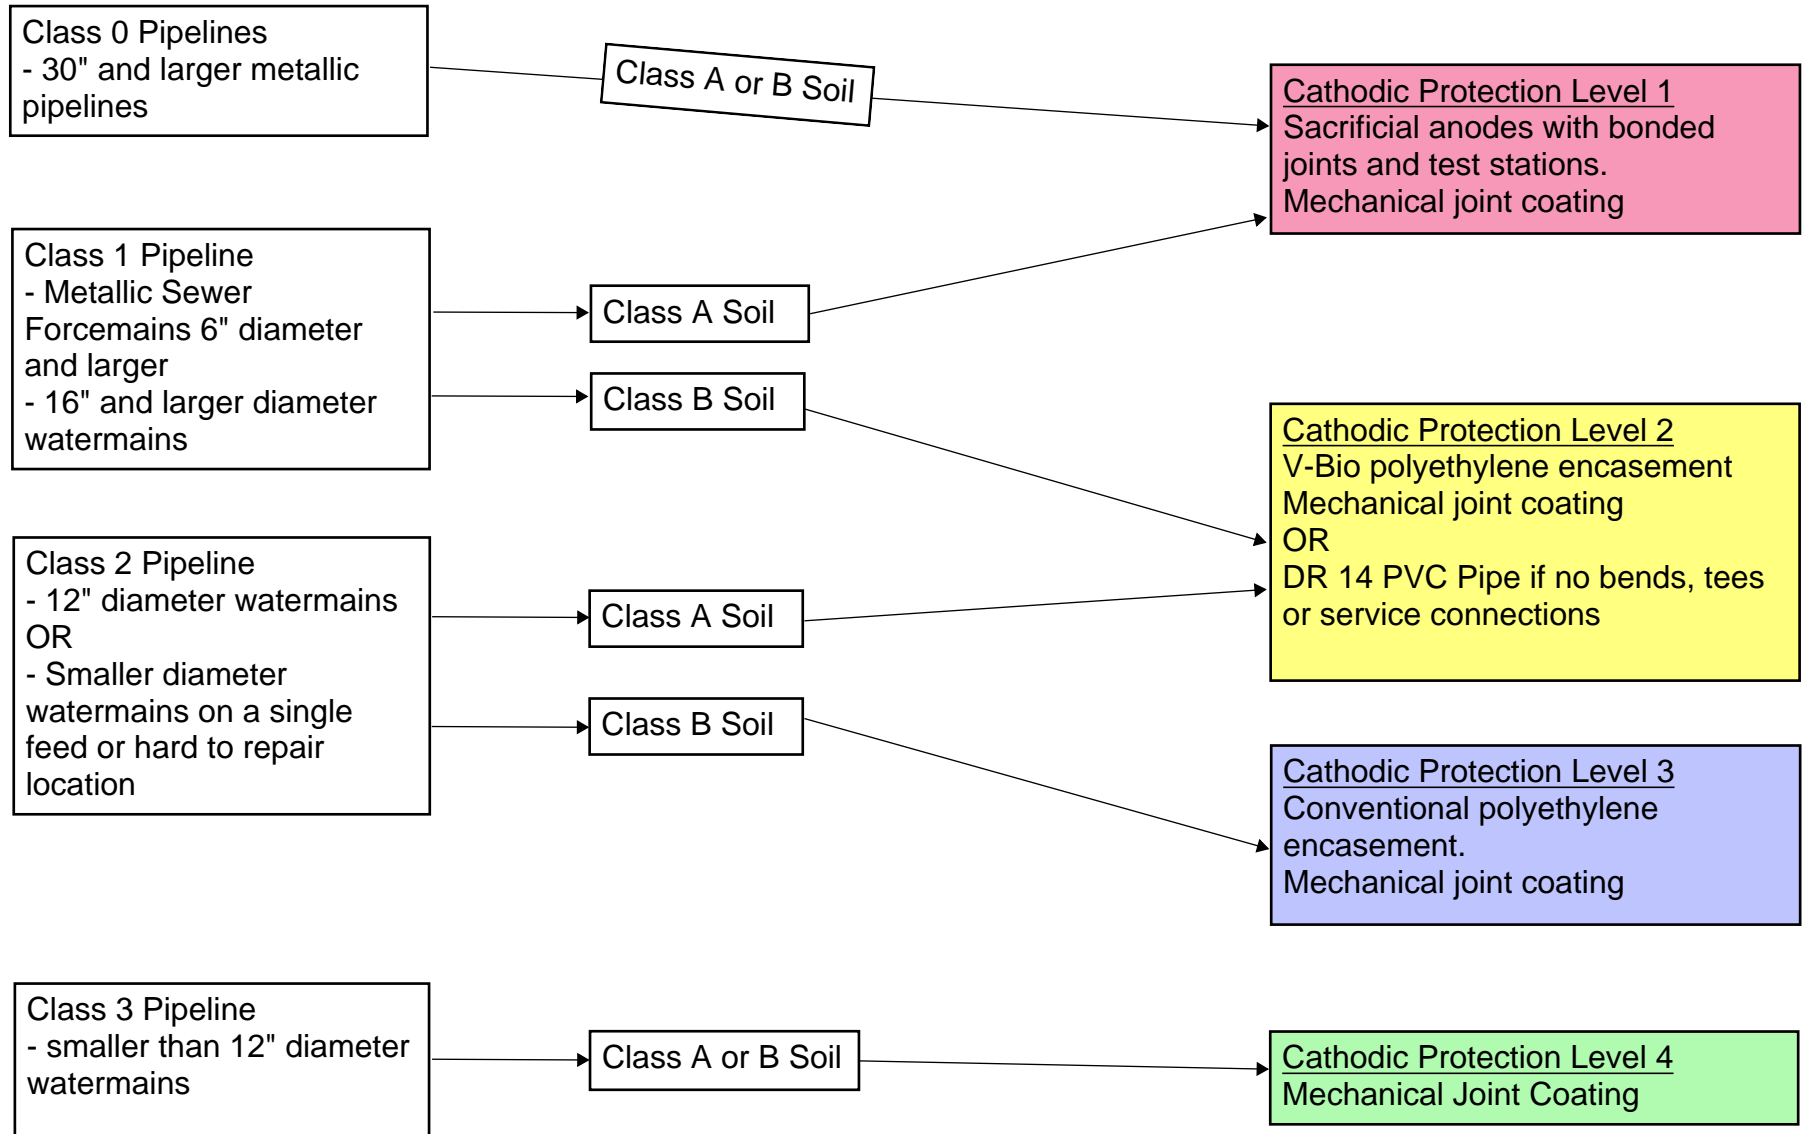 Class 0 Pipelines
- 30" and larger metallic
pipelines
Class A or B Soil
Cathodic Protection Level 1
Sacrificial anodes with bonded
joints and test stations.
Mechanical joint coating
Class 1 Pipeline
- Metallic Sewer
Forcemains 6" diameter
and larger
- 16" and larger diameter
watermains
Class A Soil
Class B Soil
Cathodic Protection Level 2
V-Bio polyethylene encasement
Mechanical joint coating
OR
DR 14 PVC Pipe if no bends, tees
or service connections
Class 2 Pipeline
- 12" diameter watermains
OR
- Smaller diameter
watermains on a single
feed or hard to repair
location
Class A Soil
Class B Soil
Cathodic Protection Level 3
Conventional polyethylene
encasement.
Mechanical joint coating
Class 3 Pipeline
- smaller than 12" diameter
watermains
Class A or B Soil
Cathodic Protection Level 4
Mechanical Joint Coating